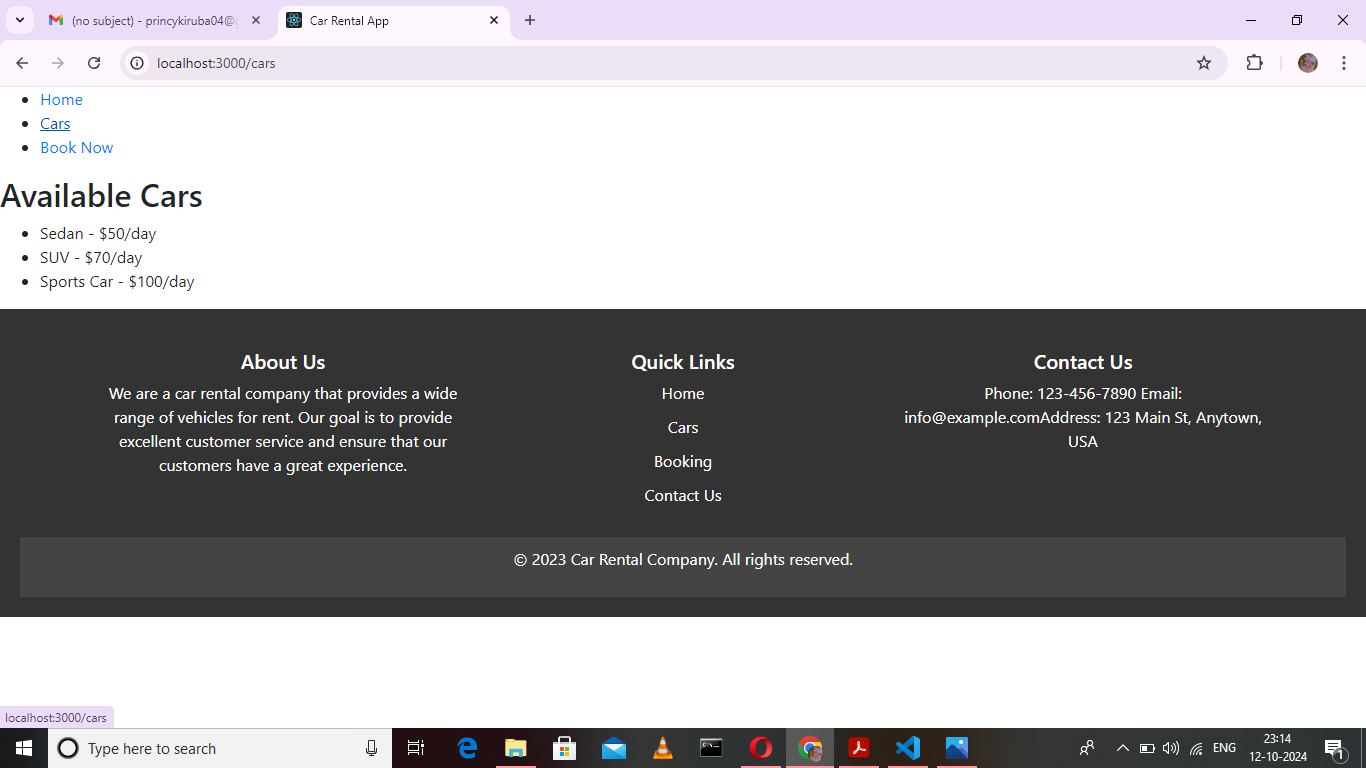 (no subject) - princykiruba04@g
Car Rental App
localhost:3000/cars
Home
Cars
Book Now
Available Cars
Sedan - $50/day
SUV - $70/day
Sports Car - $100/day
About Us
We are a car rental company that provides a wide
range of vehicles for rent. Our goal is to provide
excellent customer service and ensure that our
customers have a great experience.
Quick Links
Home
Cars
Booking
Contact Us
Contact Us
Phone: 123-456-7890 Email:
info@example.comAddress: 123 Main St, Anytown,
USA
© 2023 Car Rental Company. All rights reserved.
localhost:3000/cars
Type here to search
ENG
23:14
12-10-2024
1